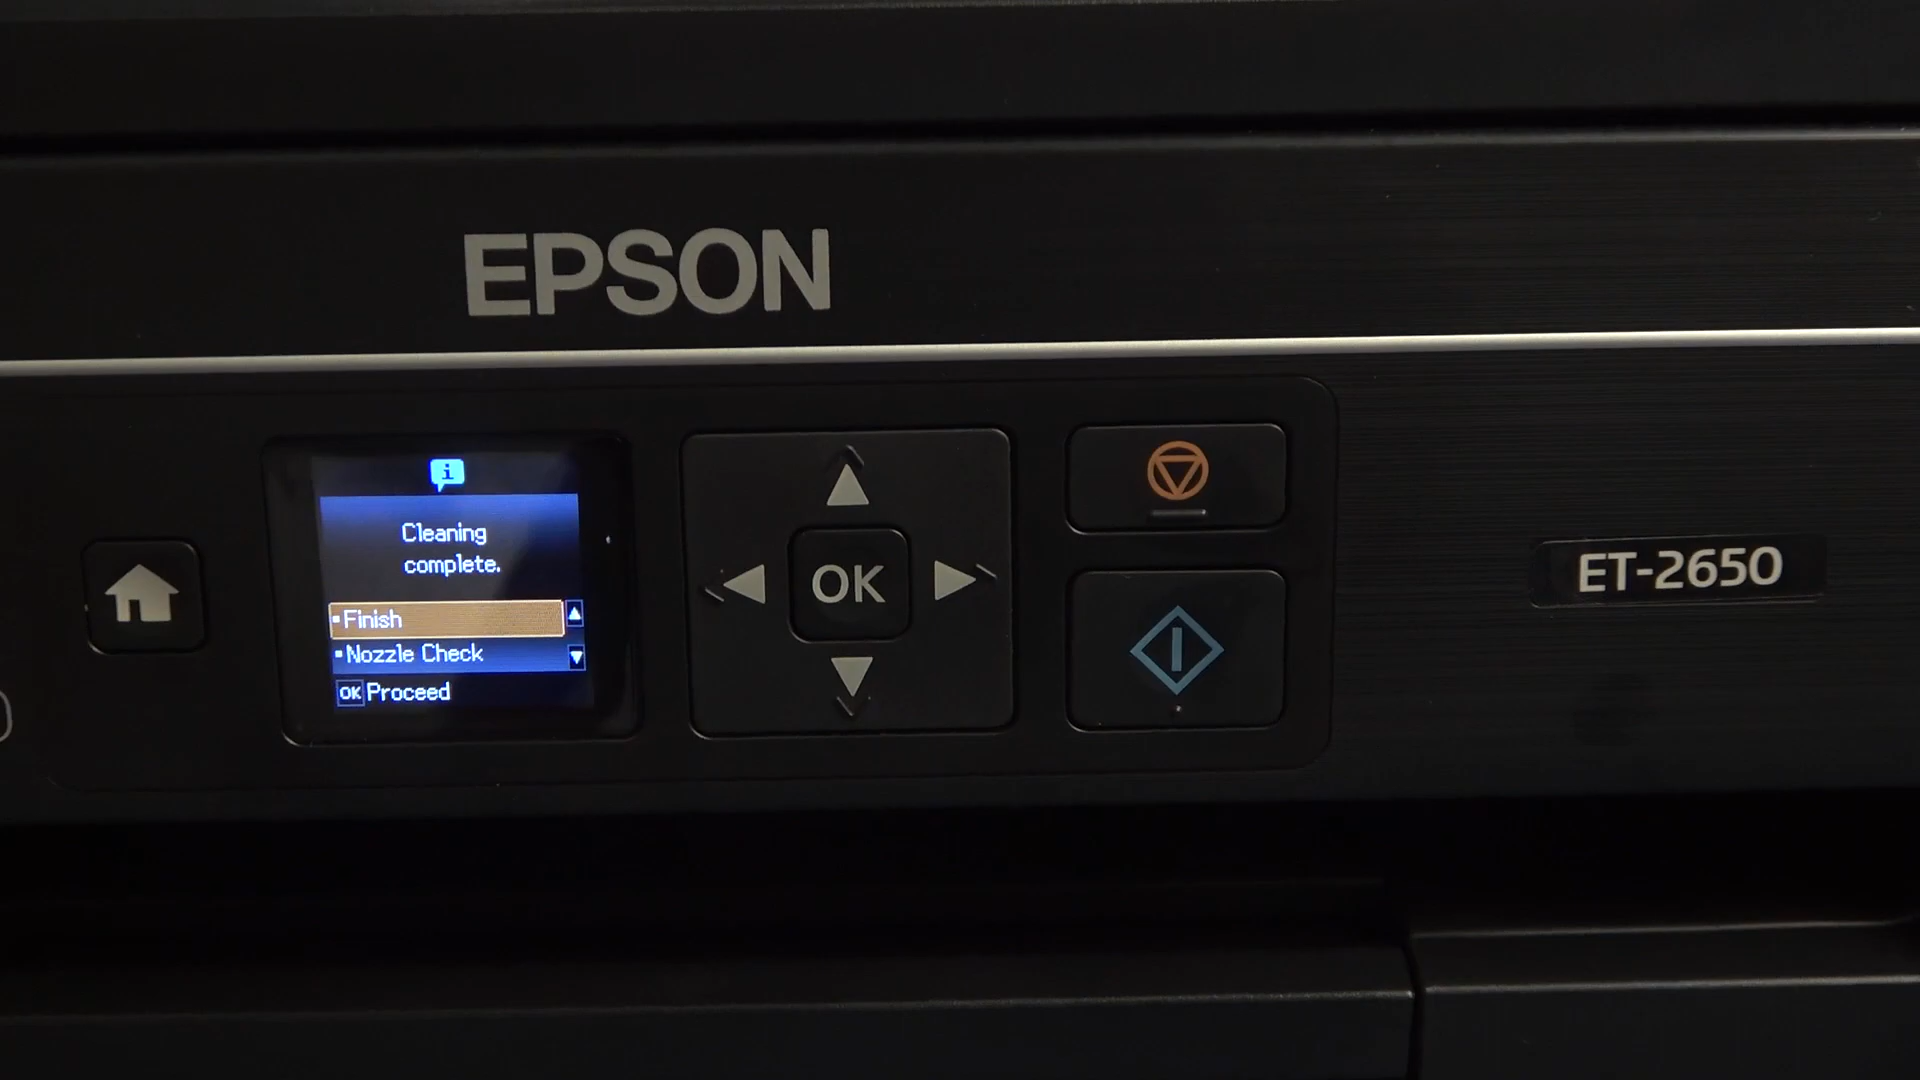 EPSON
Cleaning
complete.
Finish
Nozzle Check
OK Proceed
OK
ET-2650